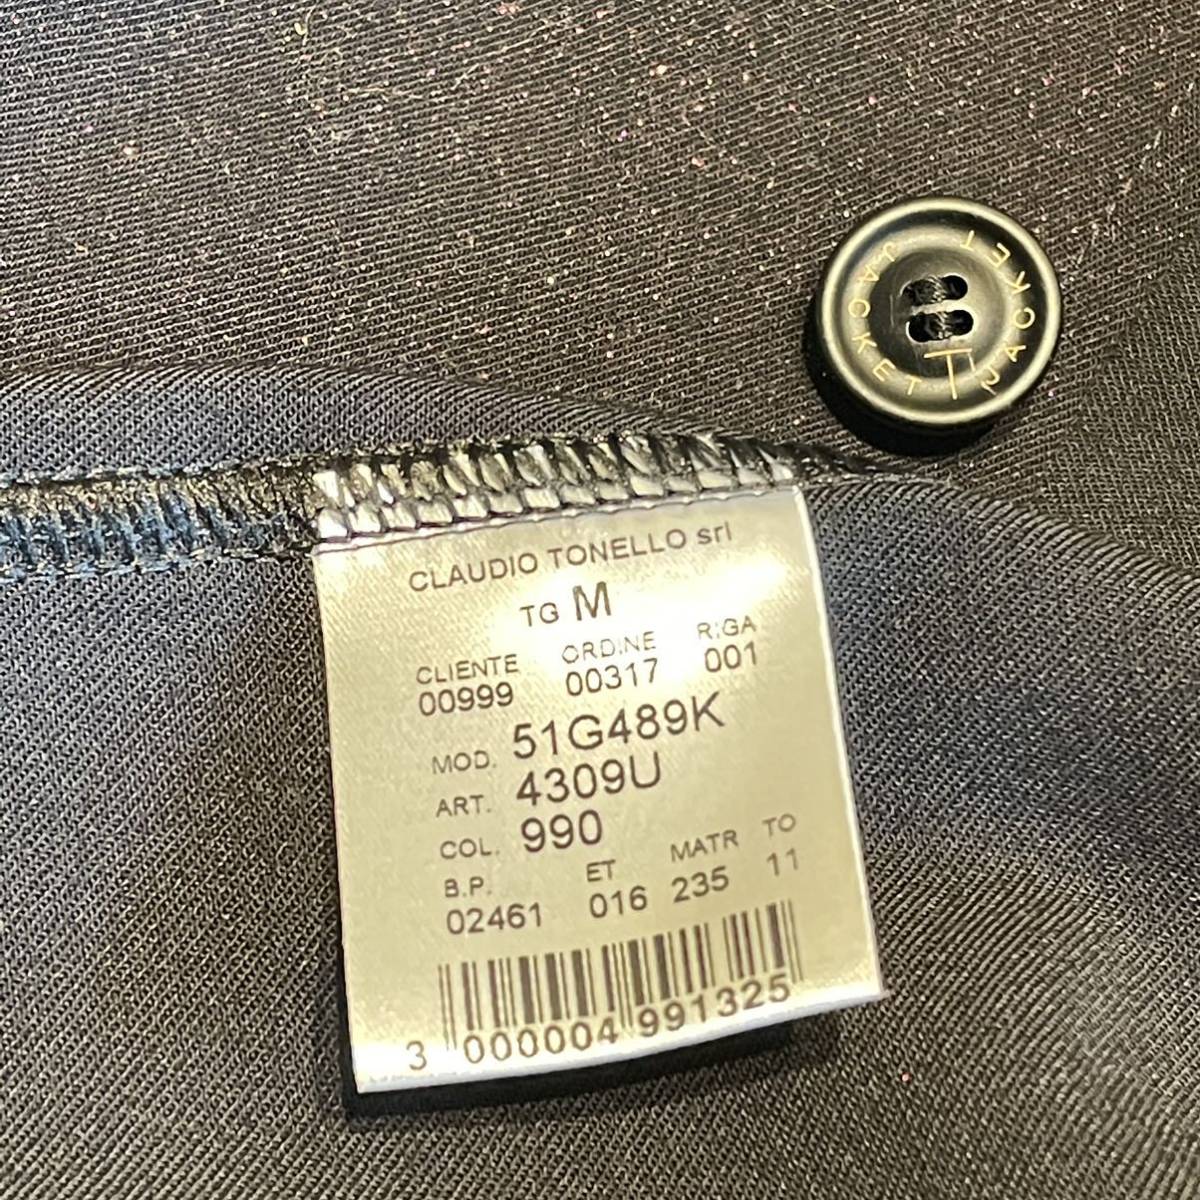 T JACKET T JACKET
CLAUDIO TONELLO srl
TG M
CLIENTE ORDINE RIGA
00999 00317 001
MOD. 51G489K
ART. 4309U
COL. 990
B.P. ET MATR TO
02461 016 235 11
3 000004 991325